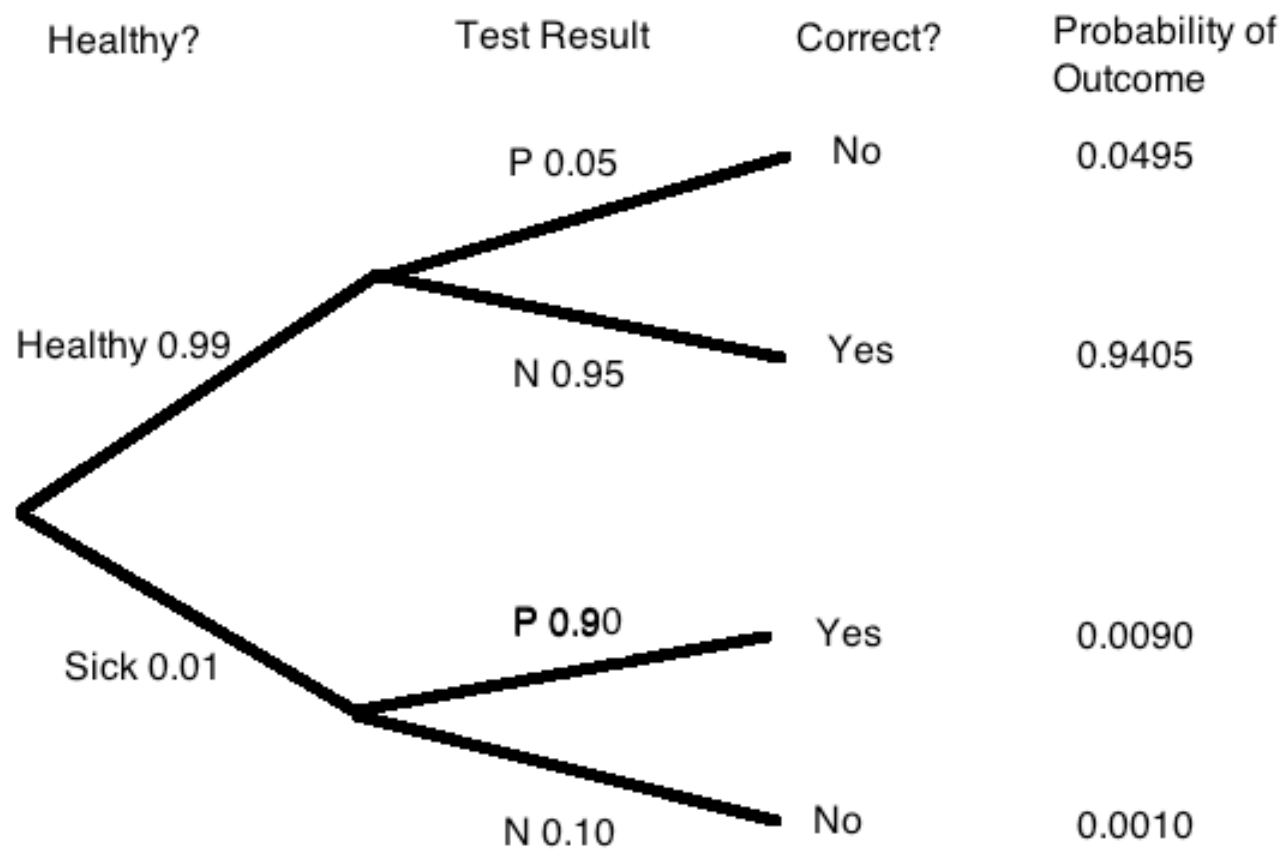 Healthy?
Test Result
Correct?
Probability of
Outcome
P 0.05
No
0.0495
Healthy 0.99
N 0.95
Yes
0.9405
Sick 0.01
P 0.90
Yes
0.0090
N 0.10
No
0.0010